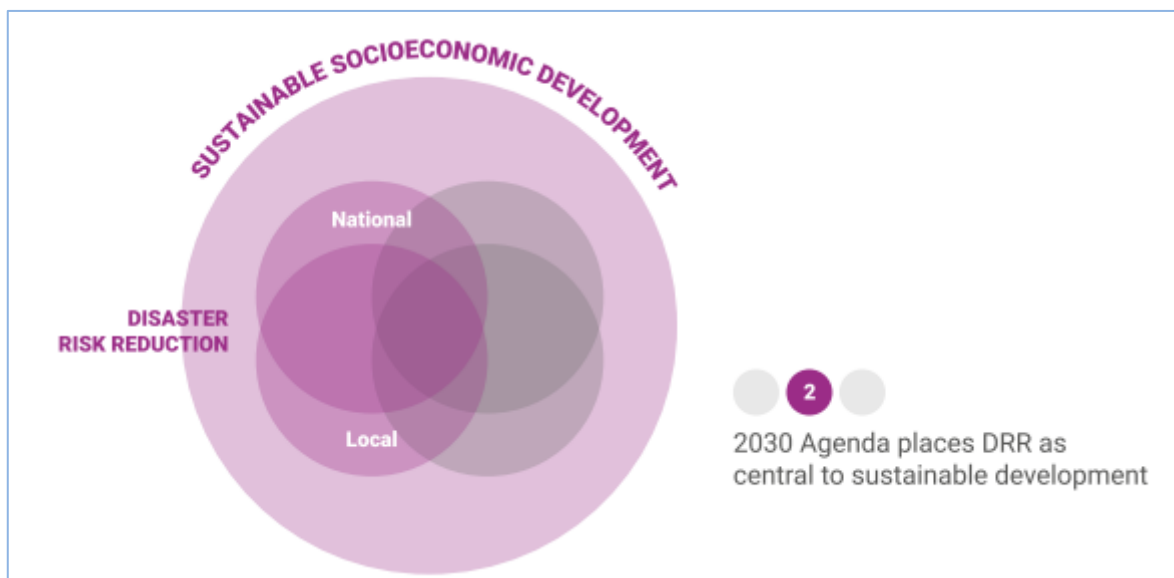 SUSTAINABLE SOCIOECONOMIC DEVELOPMENT
National
DISASTER
RISK REDUCTION
Local
2
2030 Agenda places DRR as
central to sustainable development